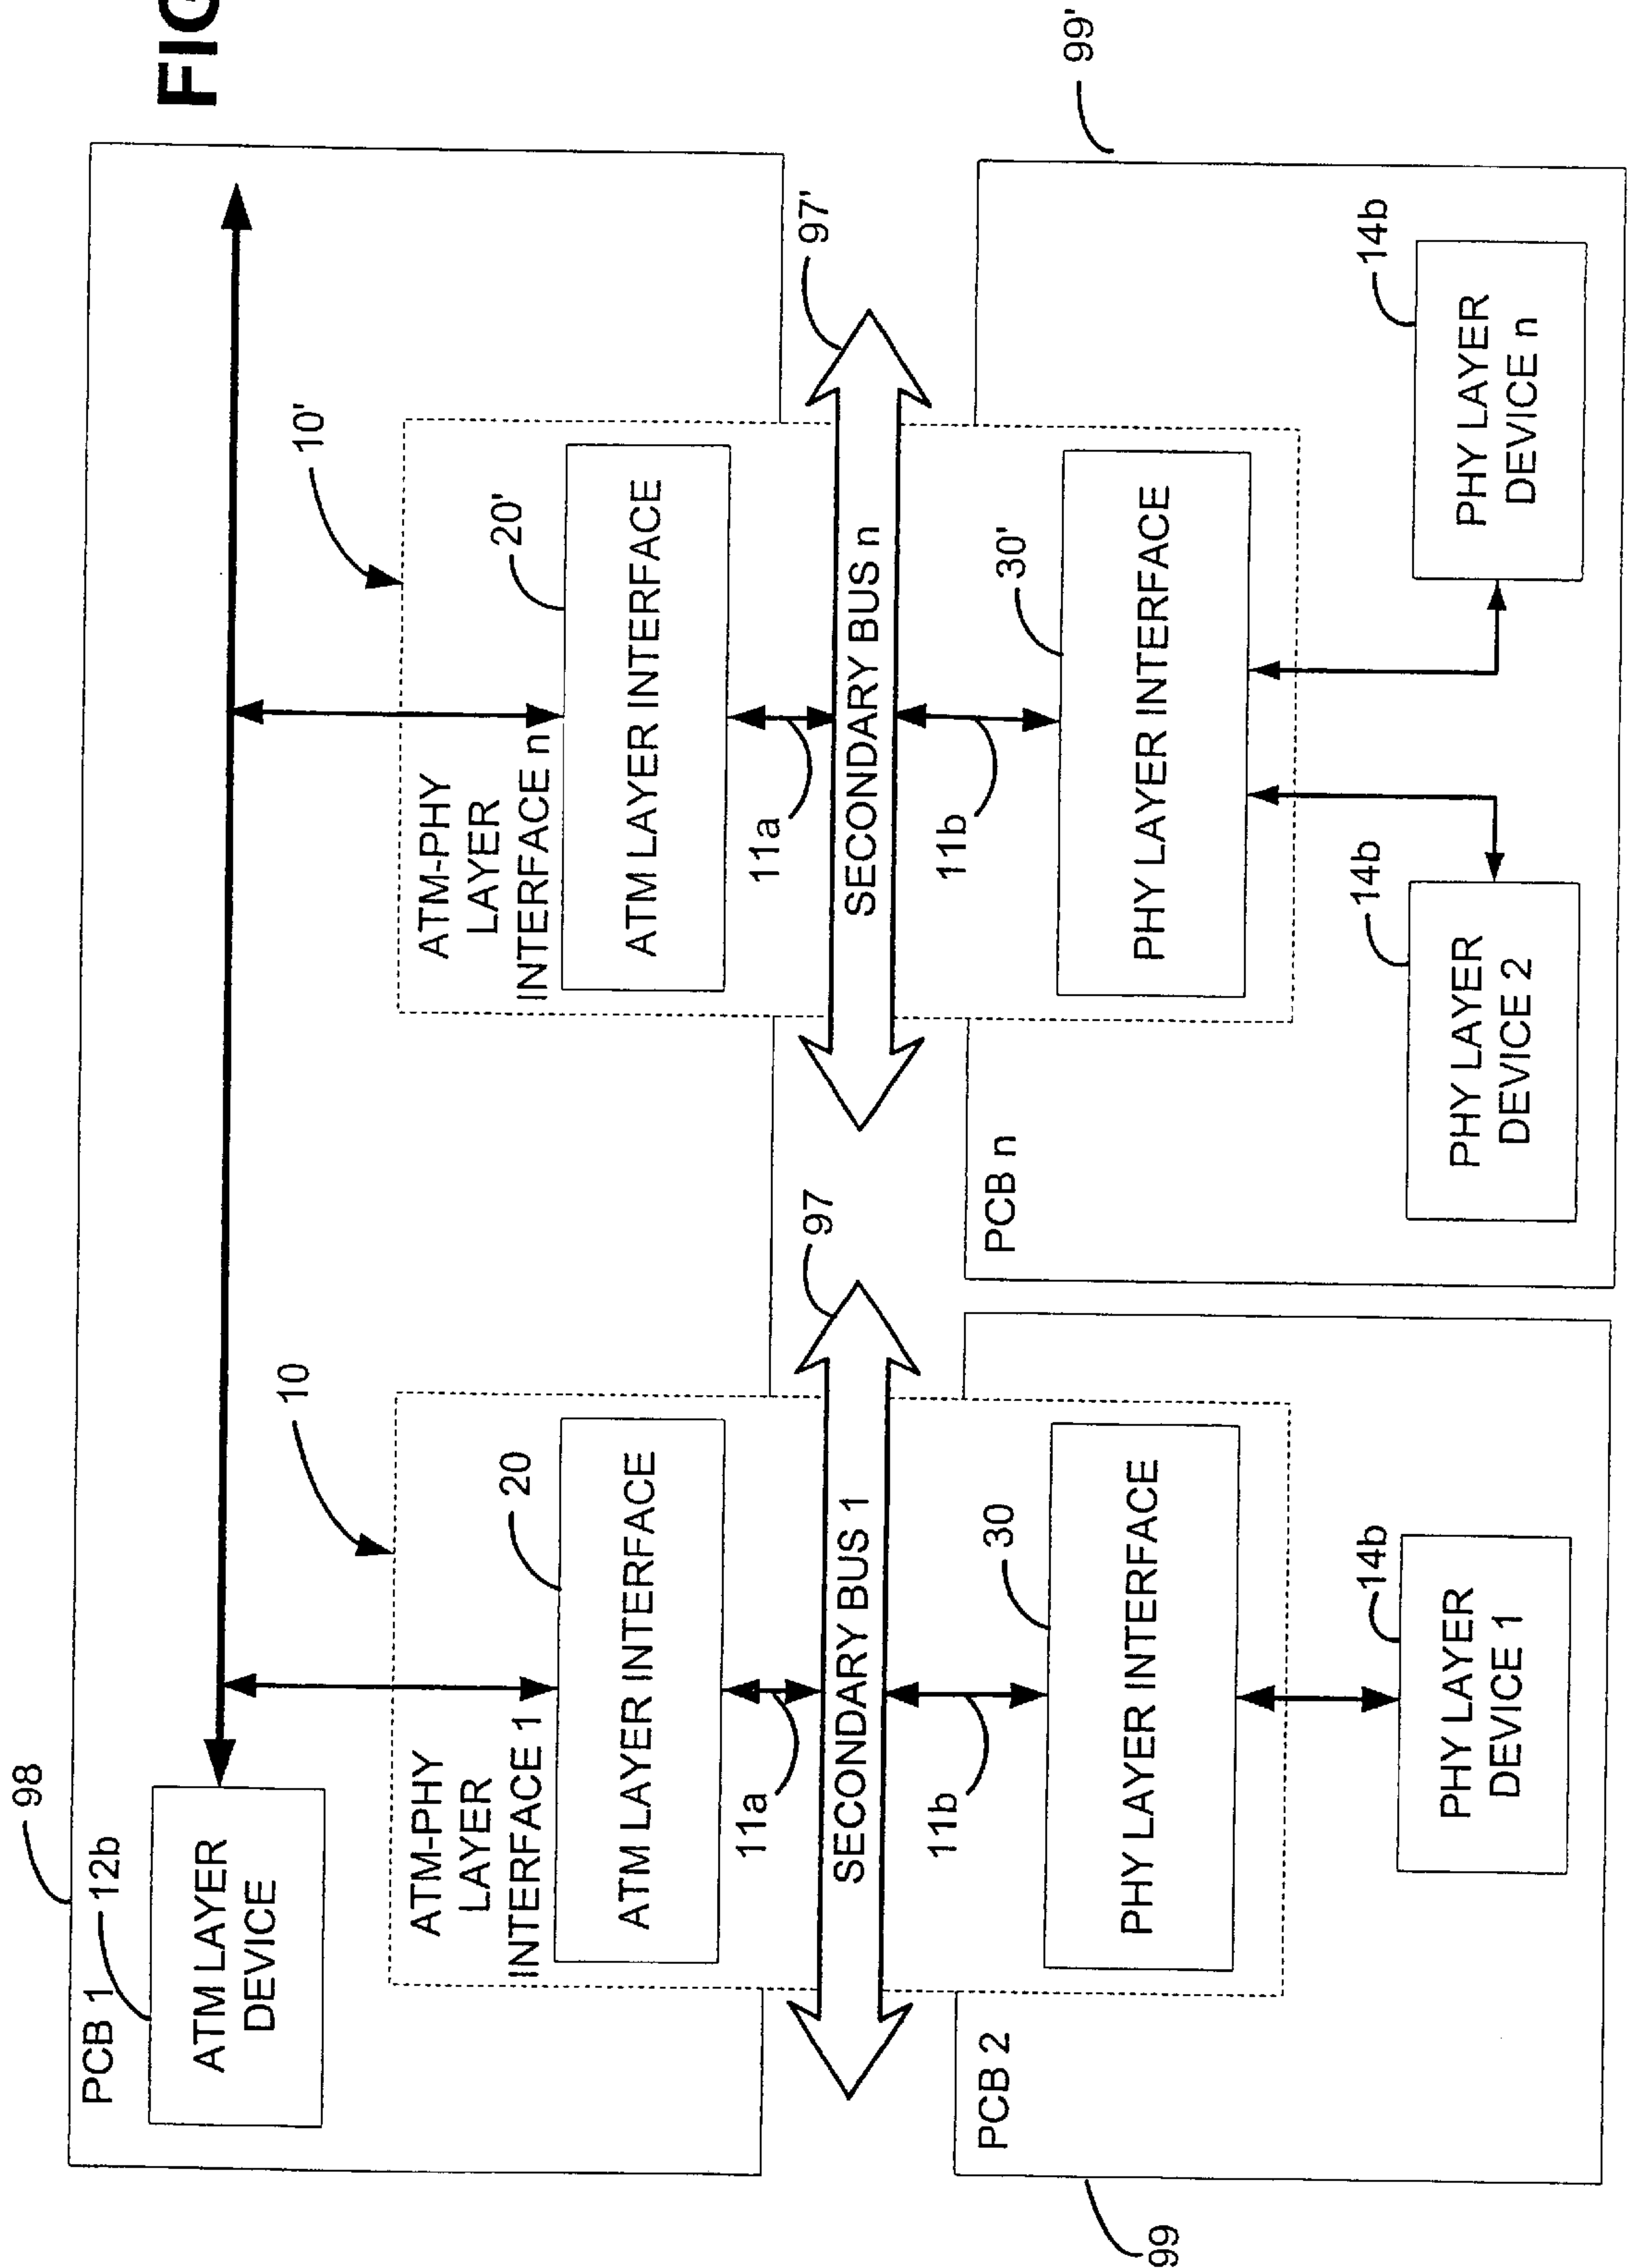 FIG
98
PCB 1
12b
ATM LAYER
DEVICE
10
ATM-PHY
LAYER
INTERFACE 1
20
ATM LAYER INTERFACE
11a
SECONDARY BUS 1
97
11b
30
PHY LAYER INTERFACE
PCB 2
14b
PHY LAYER
DEVICE 1
99
10'
ATM-PHY
LAYER
INTERFACE n
20'
ATM LAYER INTERFACE
11a
97'
SECONDARY BUS n
11b
30'
PHY LAYER INTERFACE
PCB n
14b
PHY LAYER
DEVICE 2
14b
PHY LAYER
DEVICE n
99'